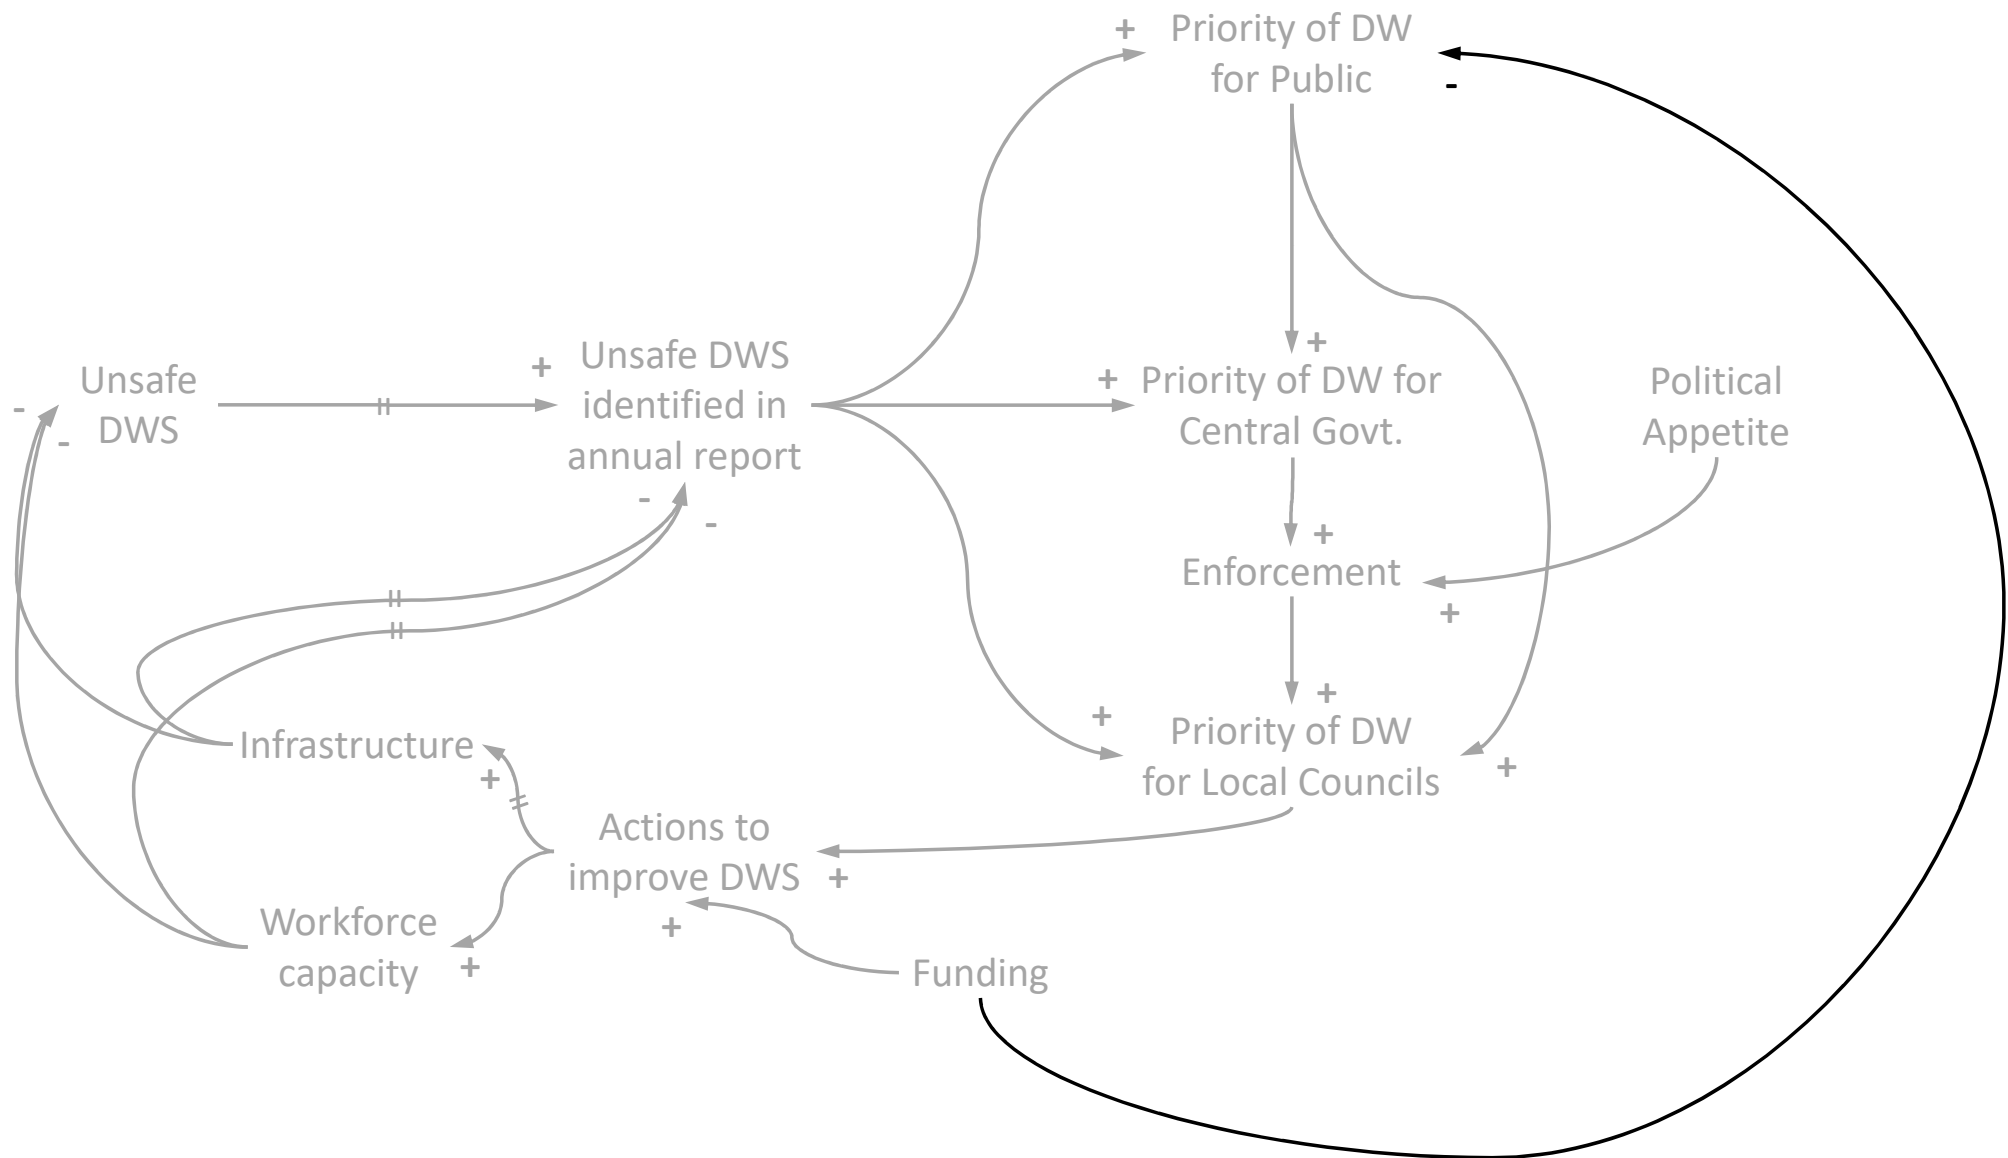 +
Priority of DW
for Public
-
+
Unsafe
DWS
-
-
+
Unsafe DWS
identified in
annual report
-
-
+
Priority of DW for
Central Govt.
Political
Appetite
+
Enforcement
+
+
+
Priority of DW
for Local Councils
+
Infrastructure
+
Actions to
improve DWS
+
+
Workforce
capacity
+
Funding